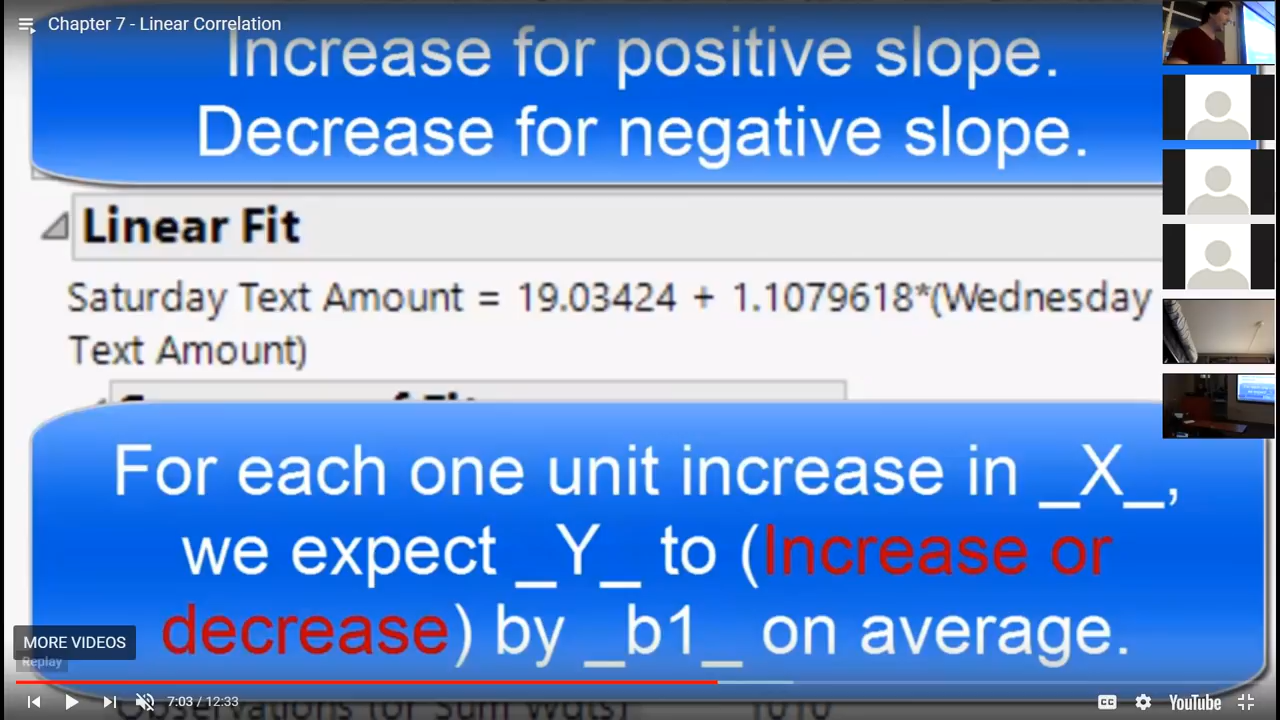 Chapter 7 - Linear Correlation
Increase for positive slope.
Decrease for negative slope.
Linear Fit
Saturday Text Amount = 19.03424 + 1.1079618*(Wednesday
Text Amount)
For each one unit increase in _X_,
we expect _Y_ to (Increase or
decrease) by _b1_ on average.
MORE VIDEOS
Replay
7:03 / 12:33
CC
YouTube